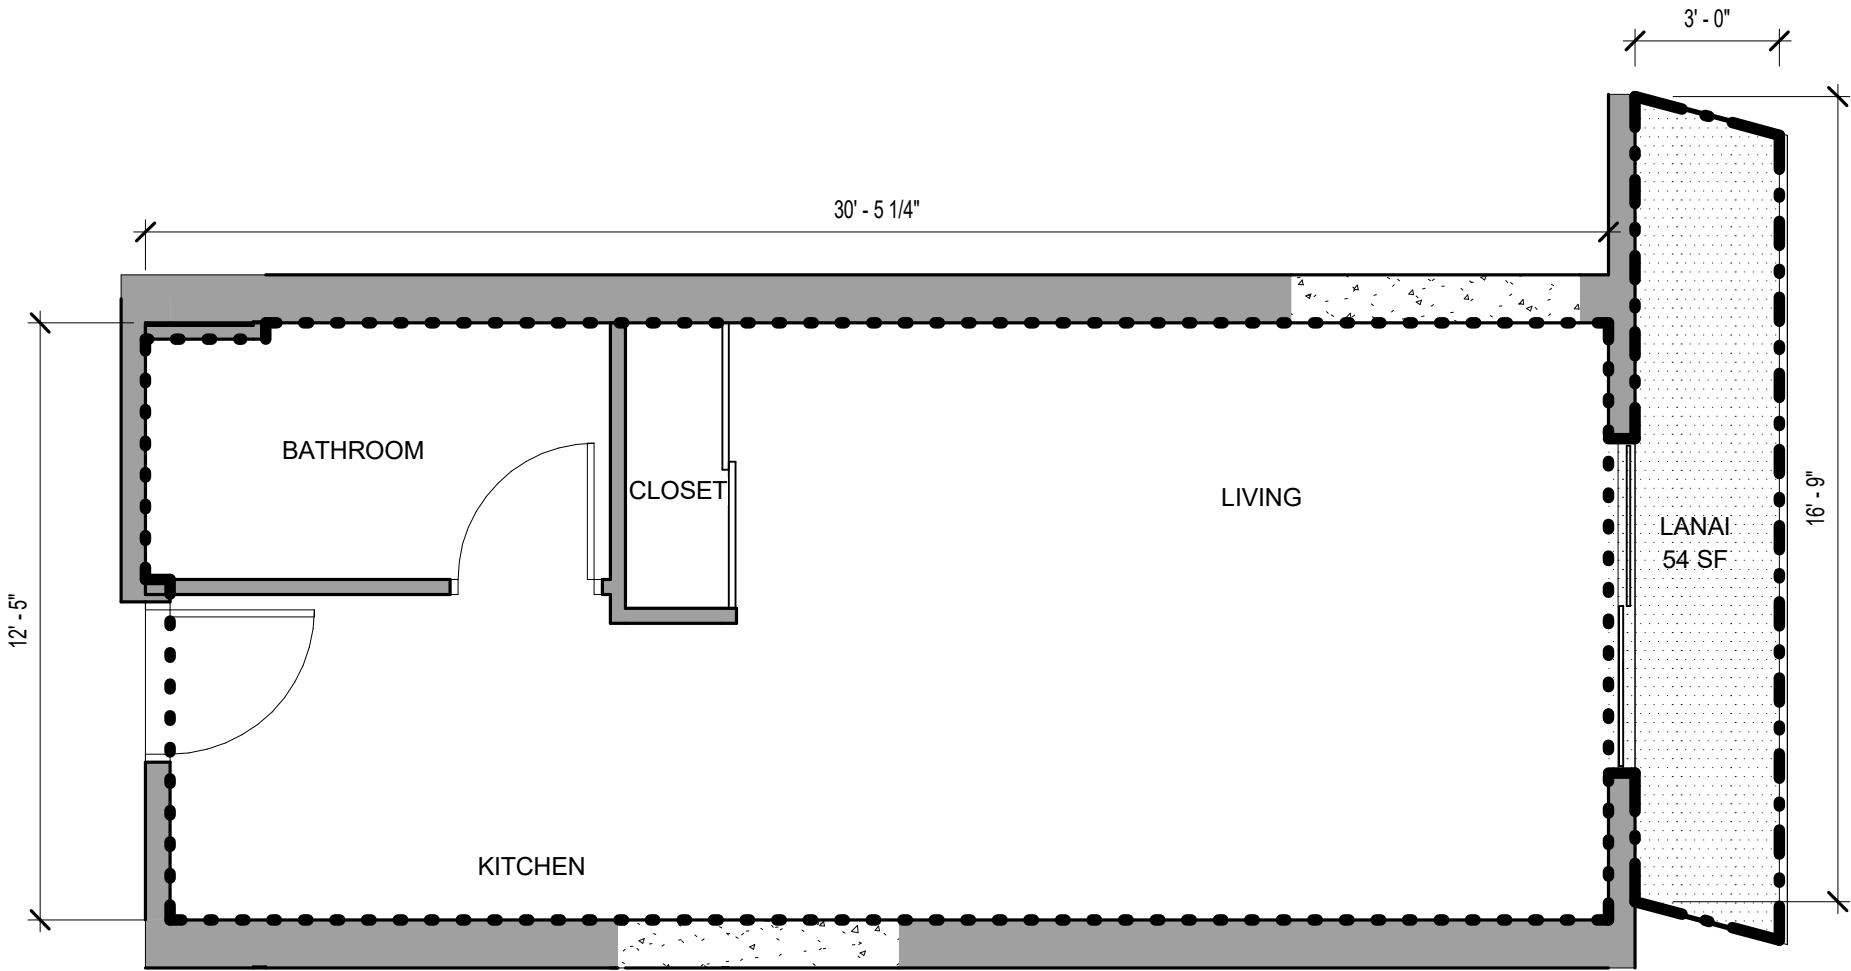 3' - 0"
30' - 5 1/4"
BATHROOM
CLOSET
LIVING
LANAI
54 SF
16' - 9"
12' - 5"
KITCHEN